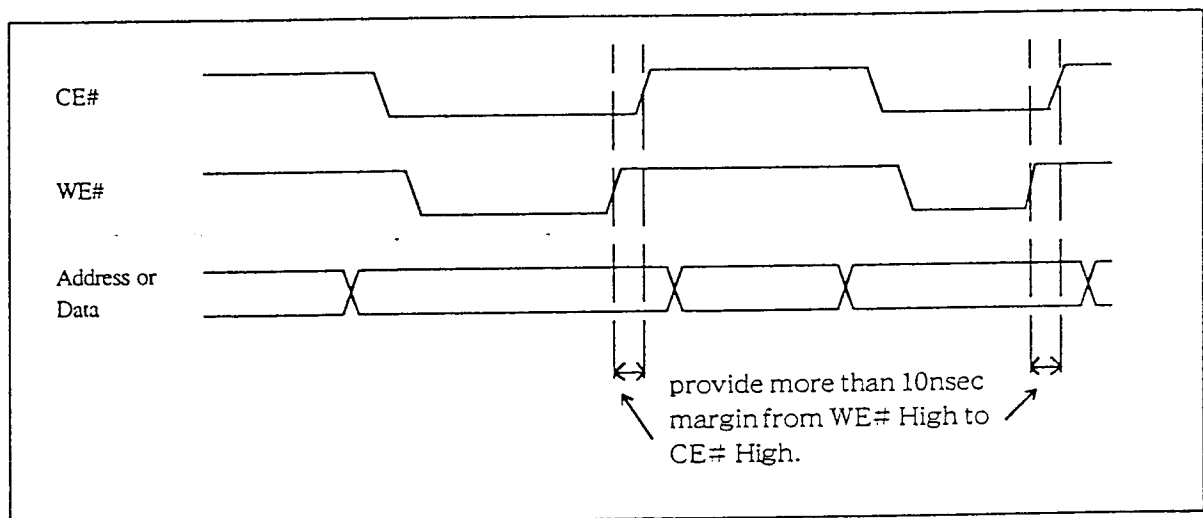 CE#
WE#
Address or
Data
provide more than 10nsec
margin from WE# High to
CE# High.